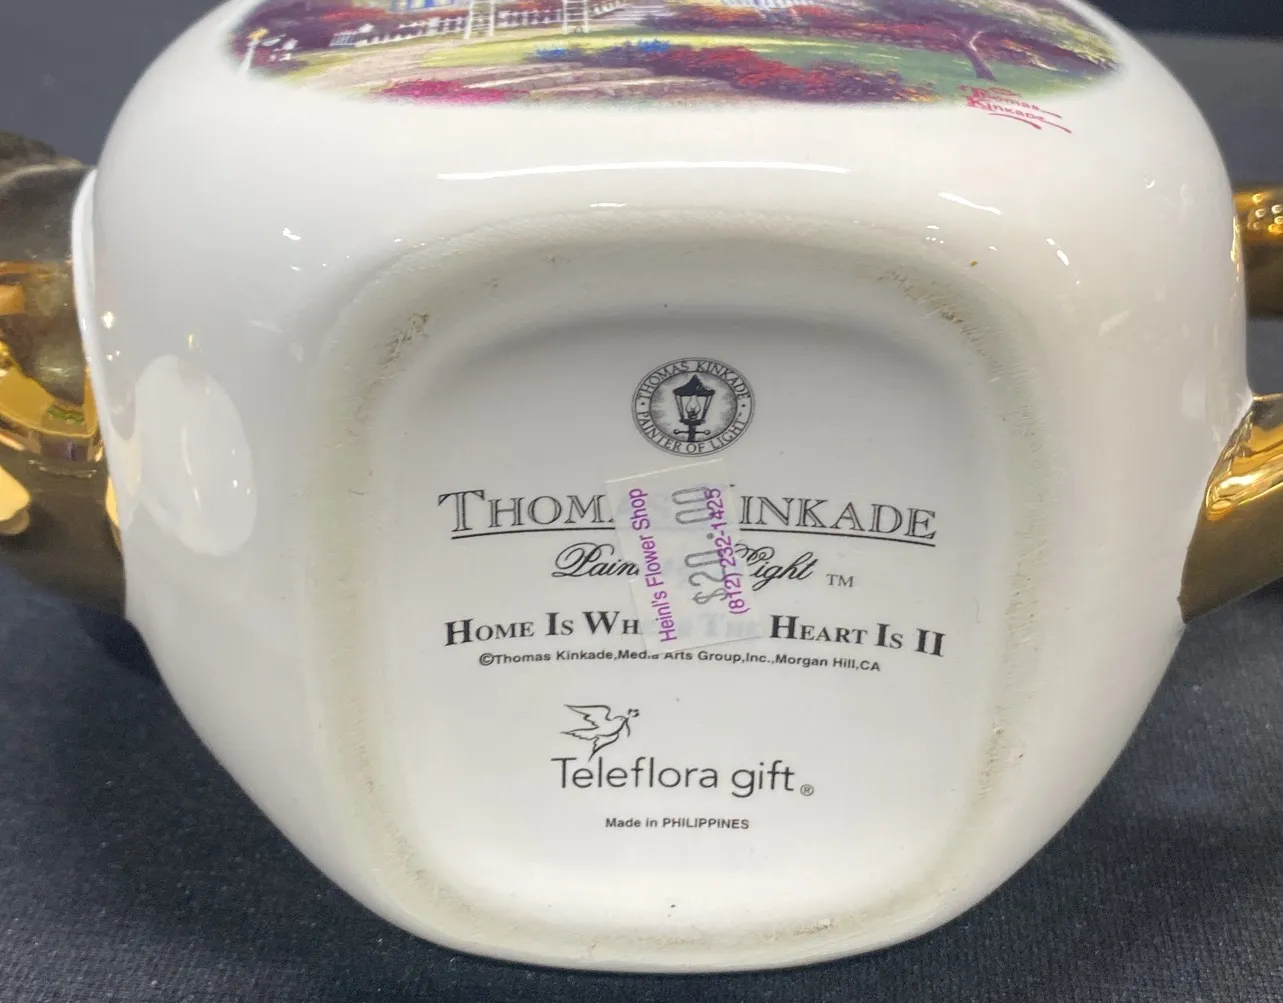 Thomas
Kinkade
THOMAS KINKADE
PAINTER OF LIGHT
THOM INKADE
Pain ight TM
HOME IS WH THE HEART IS II
©Thomas Kinkade,Media Arts Group,Inc.,Morgan Hill,CA
Heinl's Flower Shop
$20.00
(812) 232-1425
Teleflora gift®
Made in PHILIPPINES